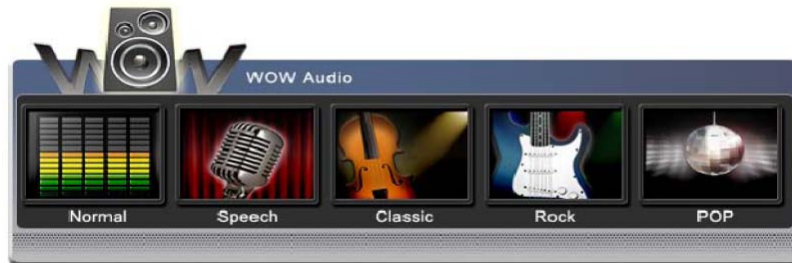 WOW
WOW Audio
Normal
Speech
Classic
Rock
POP